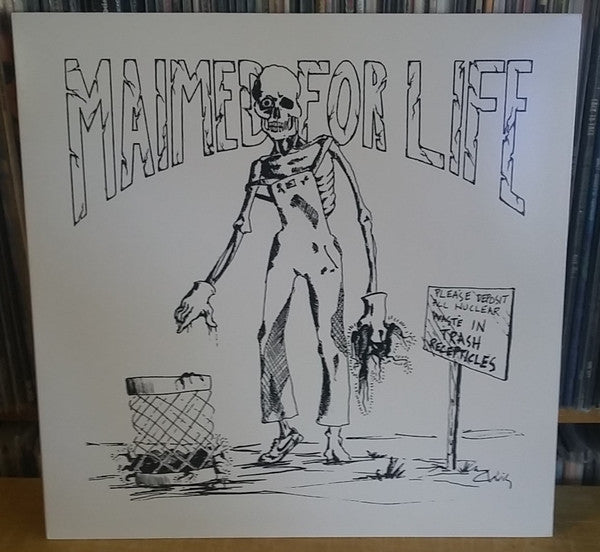 MAIMED FOR LIFE
PLEASE DEPOSIT
ALL NUCLEAR
WASTE IN
TRASH
RECEPTICLES